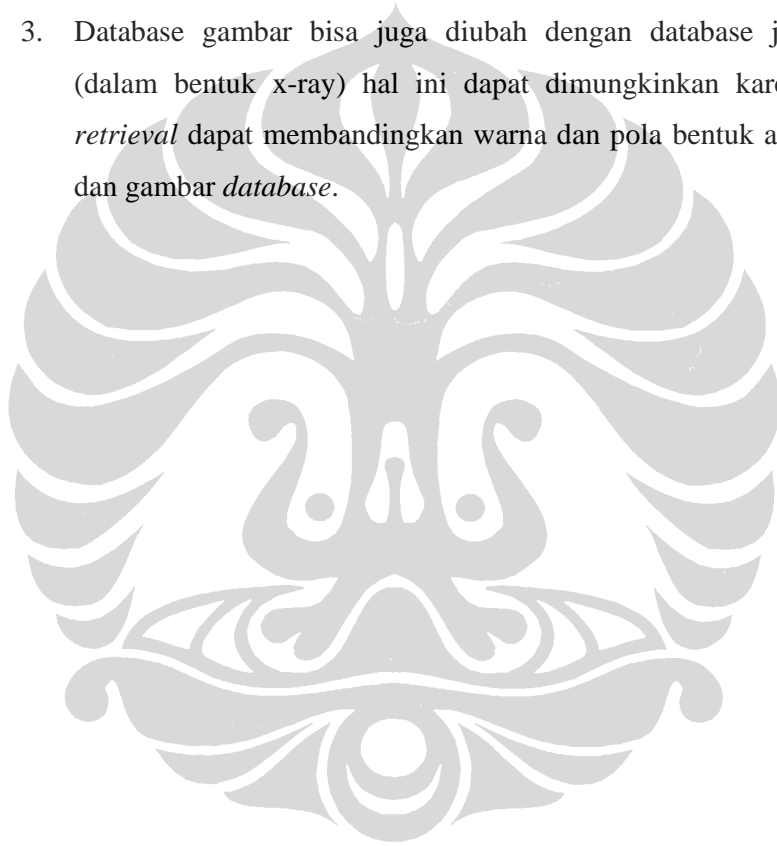 3. Database gambar bisa juga diubah dengan database
(dalam bentuk x-ray) hal ini dapat dimungkinkan
retrieval dapat membandingkan warna dan pola bentuk
dan gambar database.